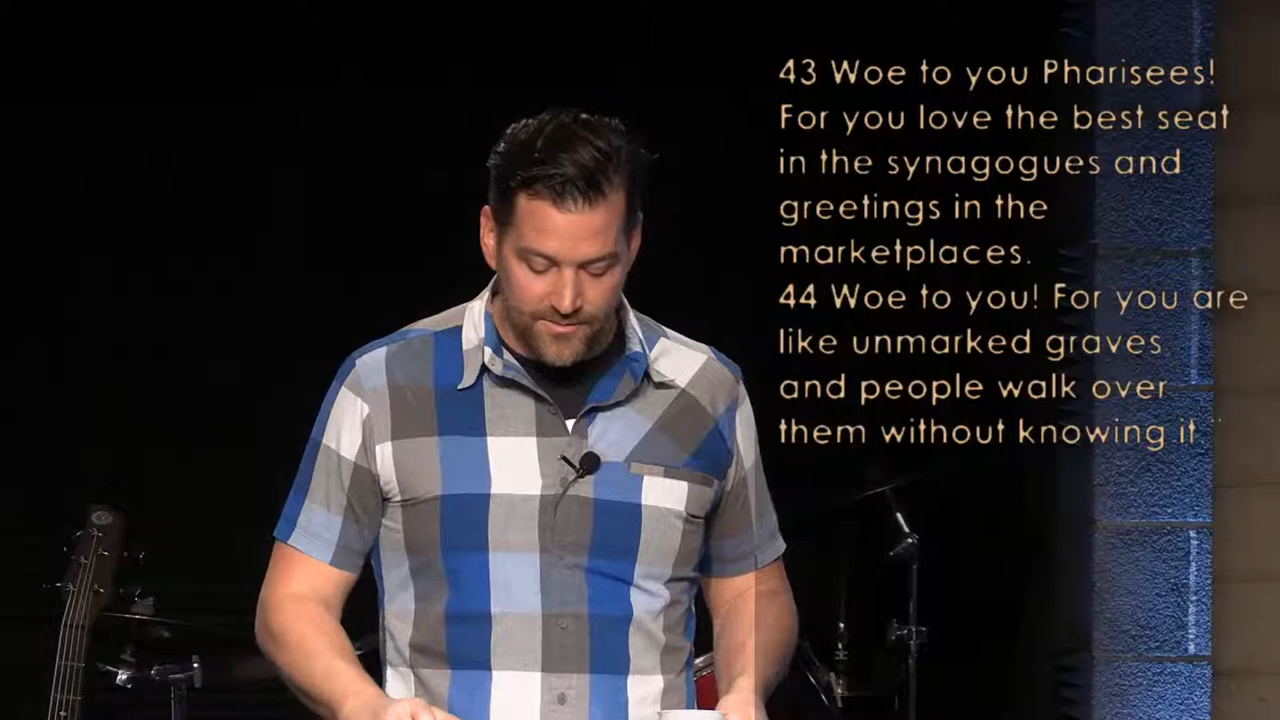 43 Woe to you Pharisees!
For you love the best seat
in the synagogues and
greetings in the
marketplaces.
44 Woe to you! For you are
like unmarked graves
and people walk over
them without knowing it